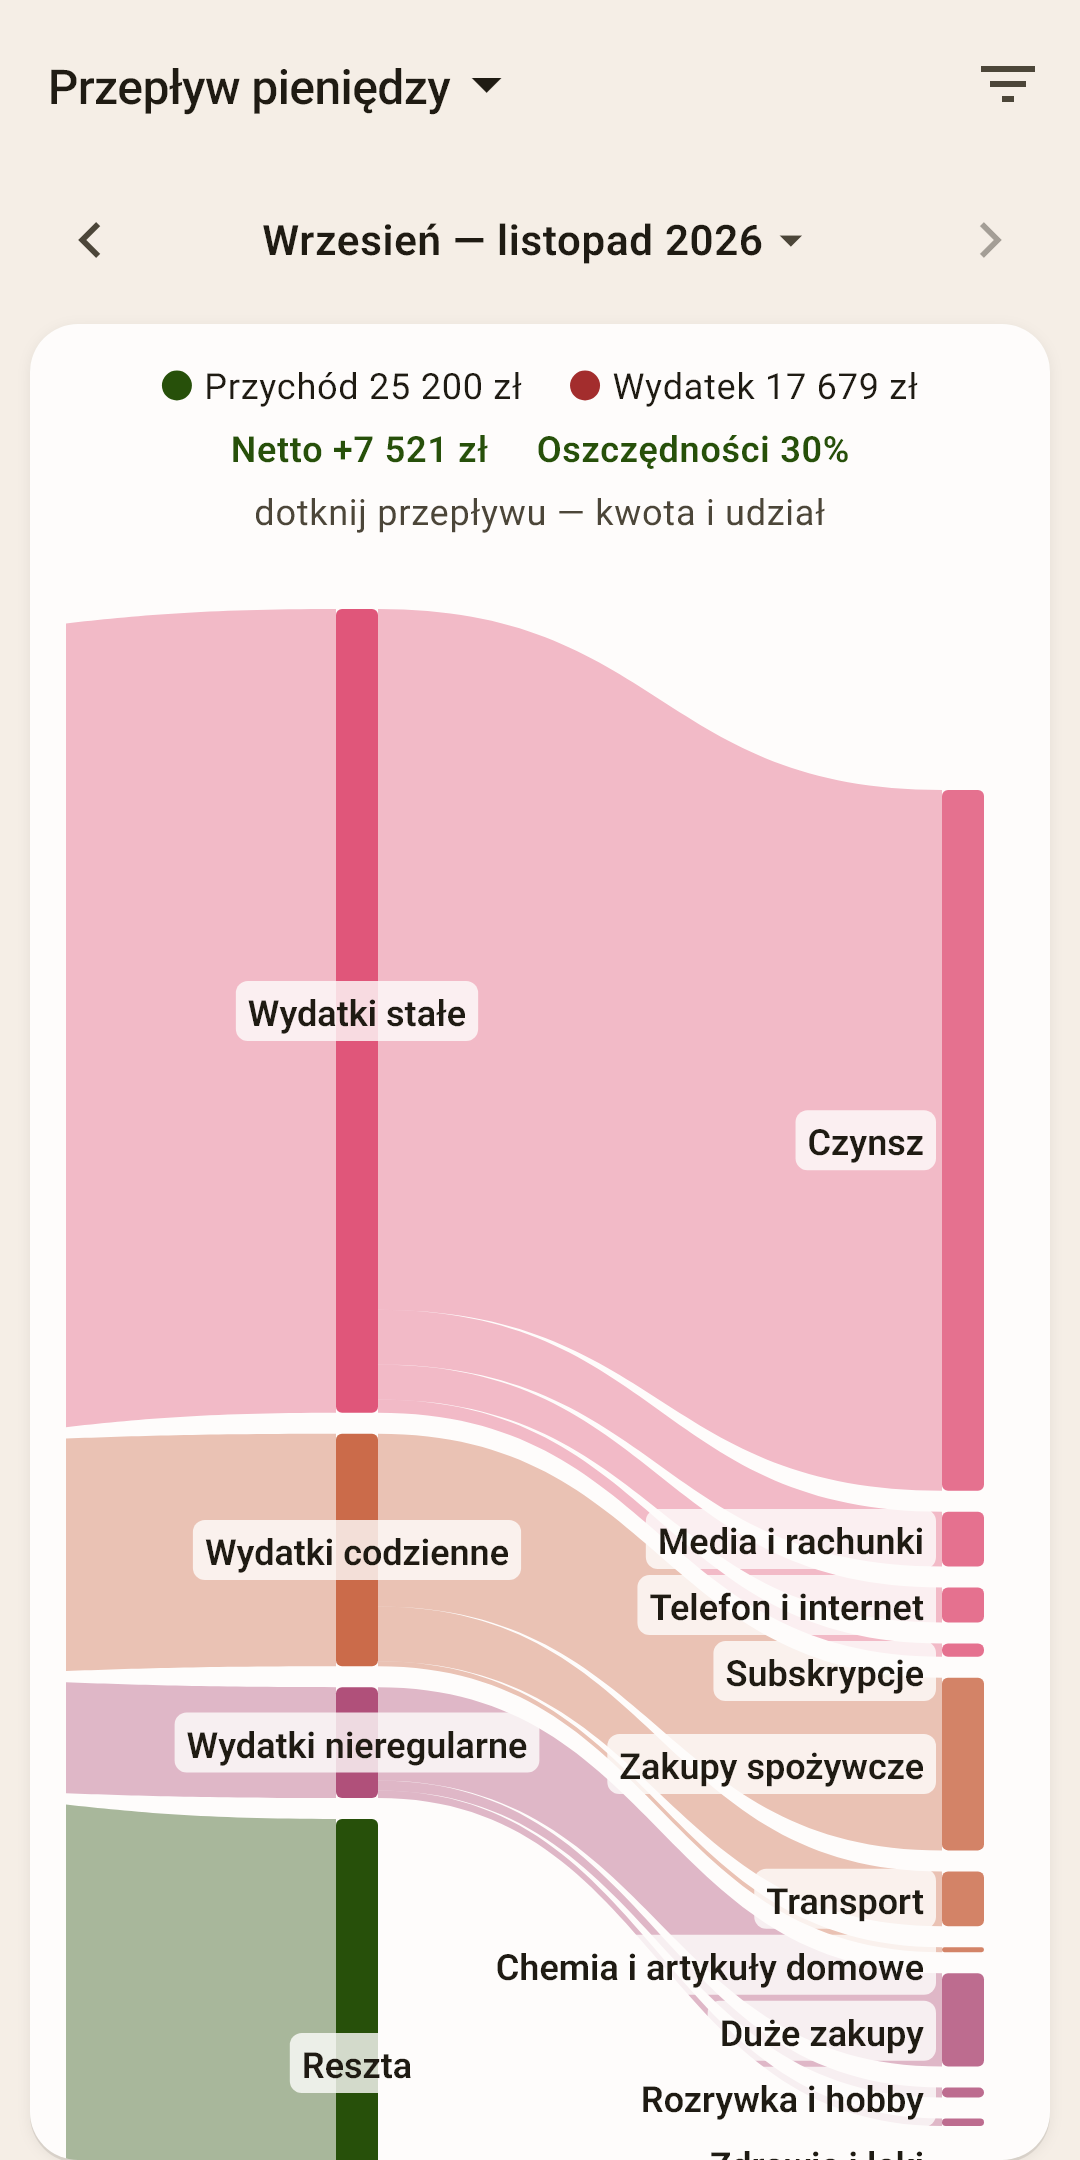 Przepływ pieniędzy
Wrzesień — listopad 2026
Przychód 25 200 zł Wydatek 17 679 zł
Netto +7 521 zł Oszczędności 30%
dotknij przepływu — kwota i udział
Wydatki stałe
Czynsz
Media i rachunki
Wydatki codzienne
Telefon i internet
Subskrypcje
Wydatki nieregularne
Zakupy spożywcze
Transport
Chemia i artykuły domowe
Duże zakupy
Reszta
Rozrywka i hobby